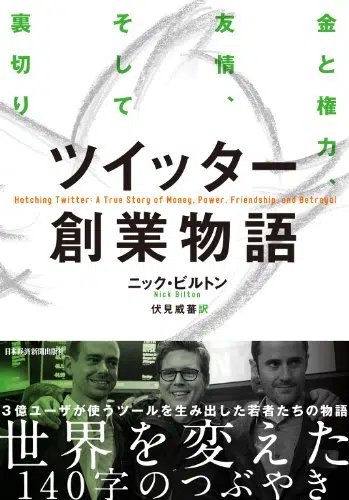 金と権力、
友情、
そして
裏切り
ツイッター
Hatching Twitter: A True Story of Money, Power, Friendship, and Betrayal
創業物語
ニック・ビルトン
Nick Bilton
伏見威蕃訳
日本経済新聞出版社
3億ユーザが使うツールを生み出した若者たちの物語
世界を変えた
140字のつぶやき